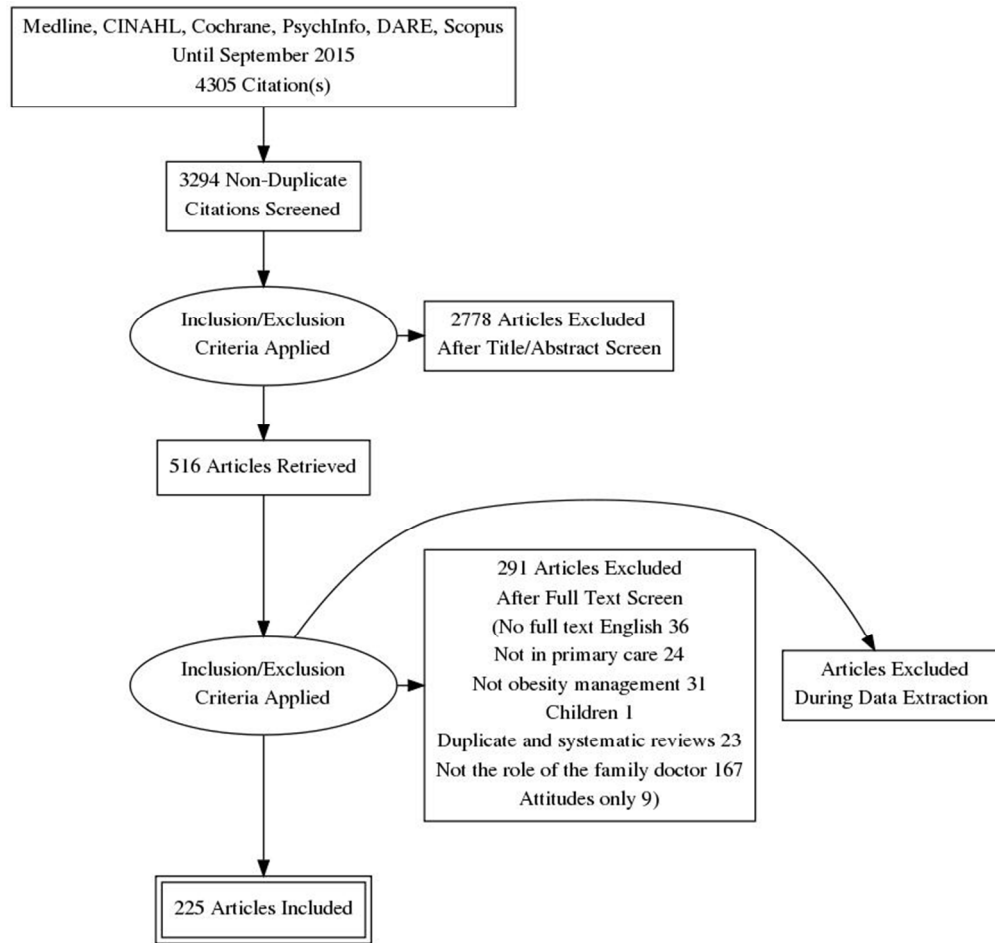 Medline, CINAHL, Cochrane, PsychInfo, DARE, Scopus
Until September 2015
4305 Citation(s)
3294 Non-Duplicate
Citations Screened
Inclusion/Exclusion
Criteria Applied
2778 Articles Excluded
After Title/Abstract Screen
516 Articles Retrieved
Inclusion/Exclusion
Criteria Applied
291 Articles Excluded
After Full Text Screen
(No full text English 36
Not in primary care 24
Not obesity management 31
Children 1
Duplicate and systematic reviews 23
Not the role of the family doctor 167
Attitudes only 9)
Articles Excluded
During Data Extraction
225 Articles Included